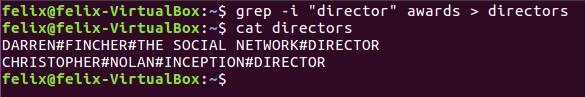 felix@felix-VirtualBox:~$ grep -i "director" awards > directors
felix@felix-VirtualBox:~$ cat directors
DARREN#FINCHER#THE SOCIAL NETWORK#DIRECTOR
CHRISTOPHER#NOLAN#INCEPTION#DIRECTOR
felix@felix-VirtualBox:~$